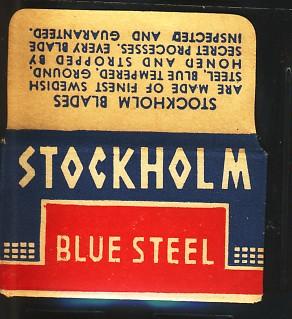 STOCKHOLM BLADES
ARE MADE OF FINEST SWEDISH
STEEL, BLUE TEMPERED, GROUND,
HONED AND STROPPED BY
SECRET PROCESSES. EVERY BLADE
INSPECTED AND GUARANTEED.
STOCKHOLM
BLUE STEEL